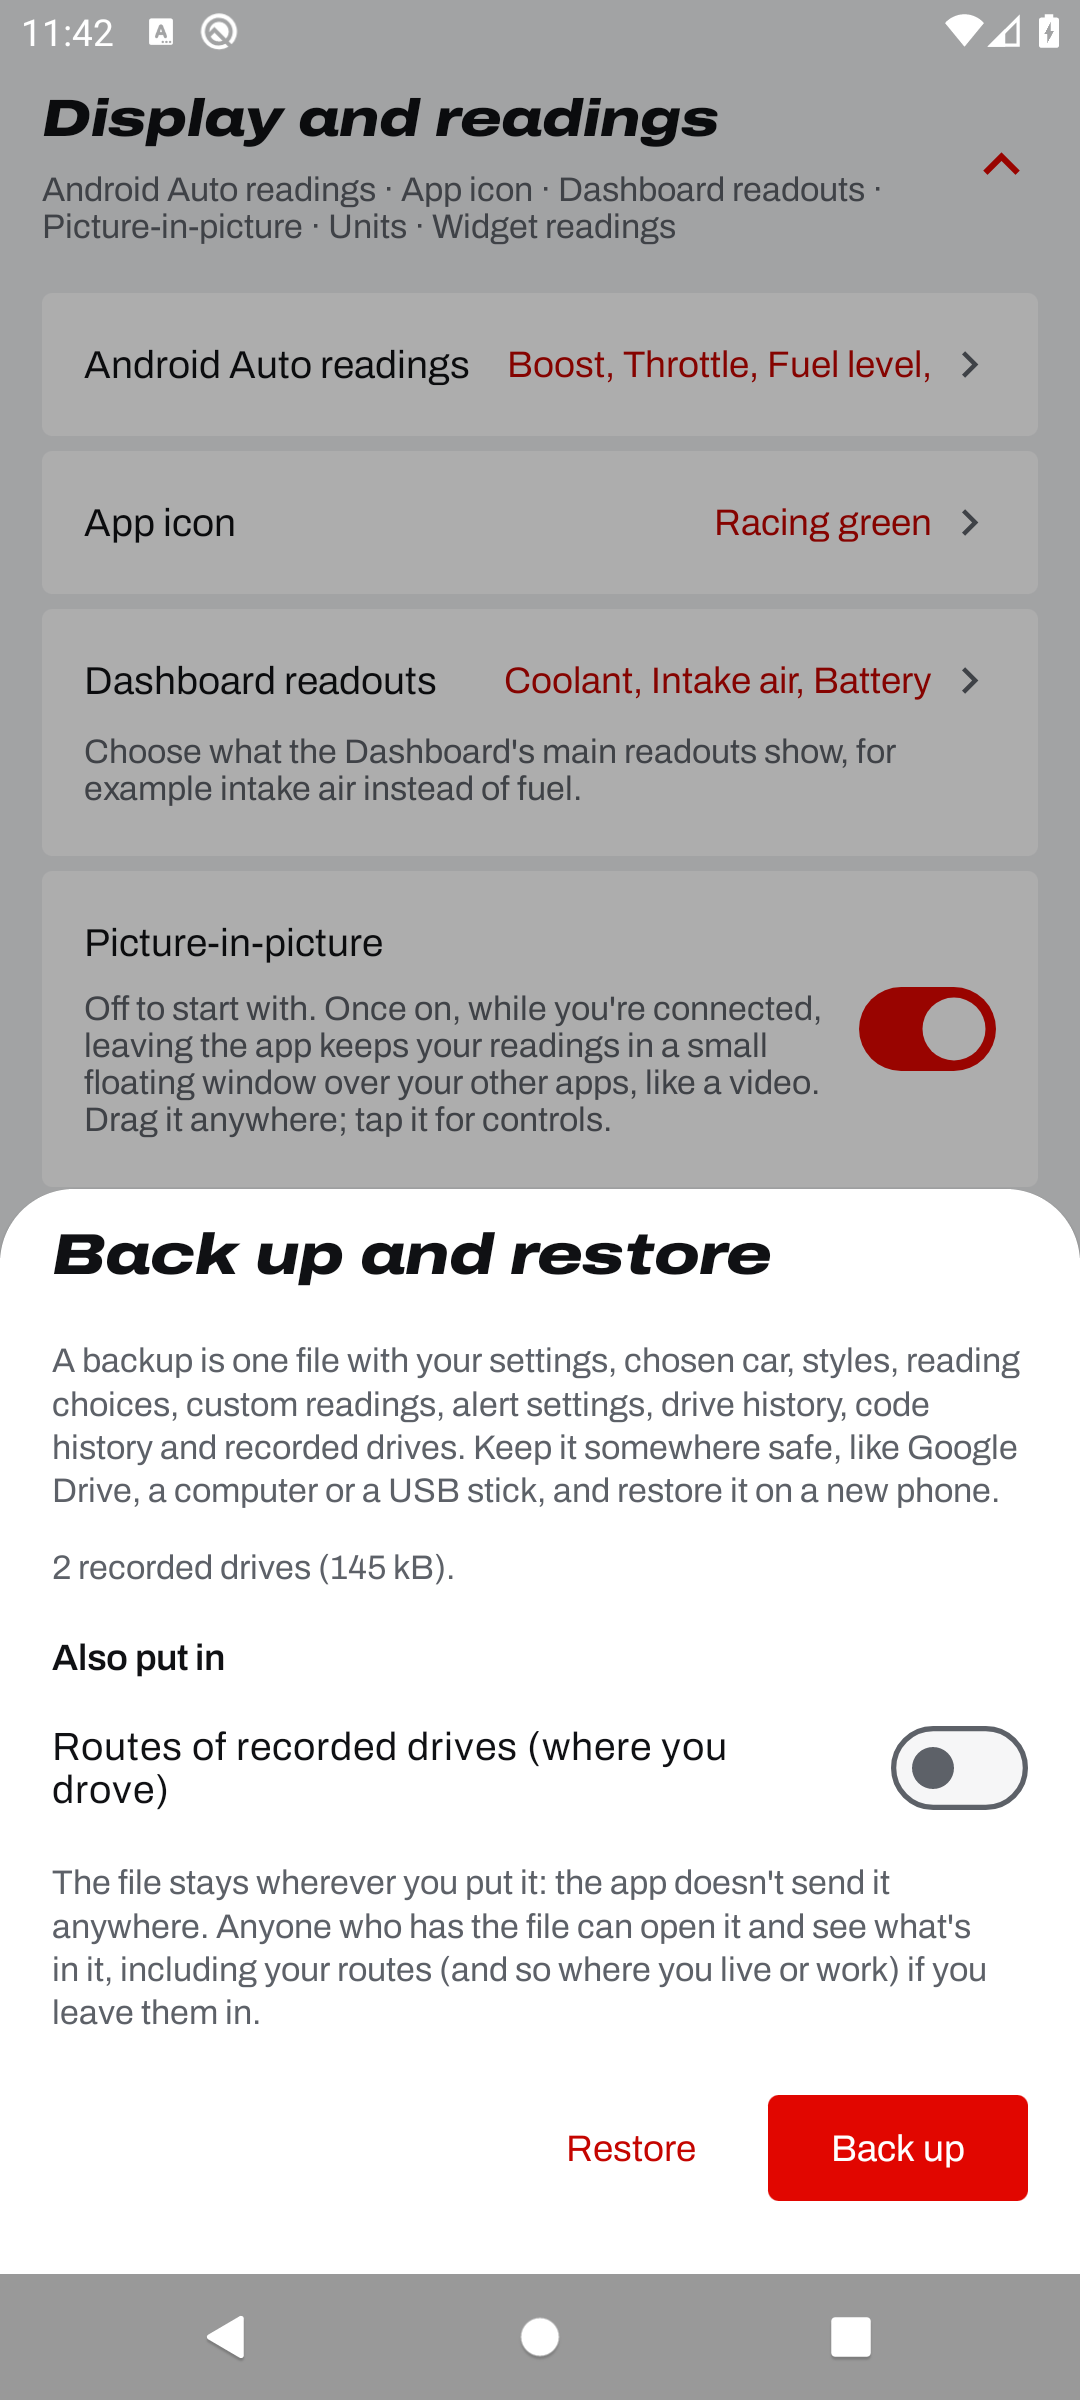 11:42
Display and readings
Android Auto readings · App icon · Dashboard readouts ·
Picture-in-picture · Units · Widget readings
Android Auto readings Boost, Throttle, Fuel level,
App icon Racing green
Dashboard readouts Coolant, Intake air, Battery
Choose what the Dashboard's main readouts show, for
example intake air instead of fuel.
Picture-in-picture
Off to start with. Once on, while you're connected,
leaving the app keeps your readings in a small
floating window over your other apps, like a video.
Drag it anywhere; tap it for controls.
Back up and restore
A backup is one file with your settings, chosen car, styles, reading
choices, custom readings, alert settings, drive history, code
history and recorded drives. Keep it somewhere safe, like Google
Drive, a computer or a USB stick, and restore it on a new phone.
2 recorded drives (145 kB).
Also put in
Routes of recorded drives (where you
drove)
The file stays wherever you put it: the app doesn't send it
anywhere. Anyone who has the file can open it and see what's
in it, including your routes (and so where you live or work) if you
leave them in.
Restore Back up